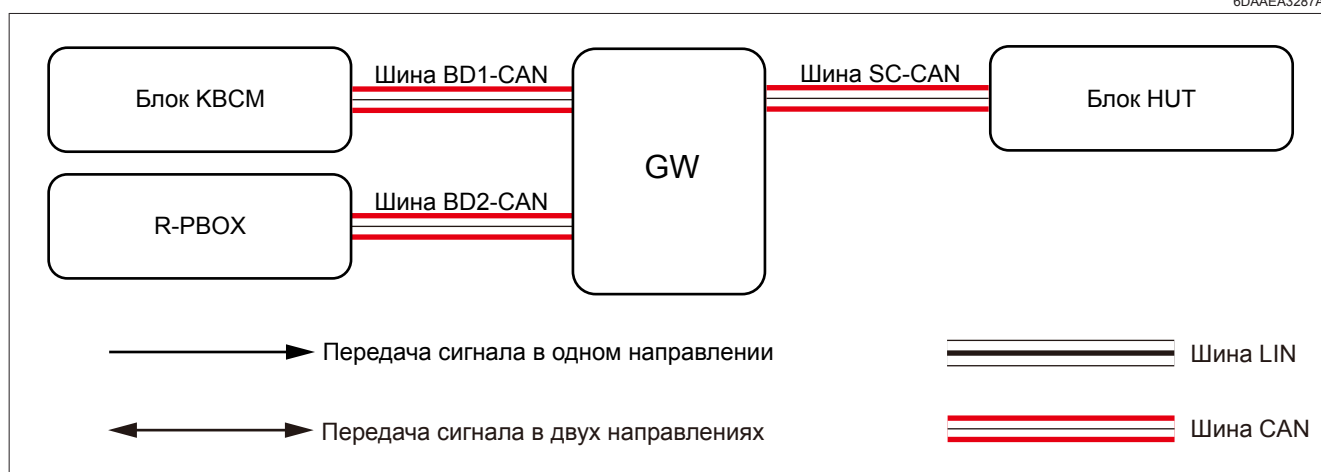 6DAAEA3287A
Шина BD1-CAN
Шина SC-CAN
Блок KBCM
Блок HUT
GW
Шина BD2-CAN
R-PBOX
Передача сигнала в одном направлении
Шина LIN
Передача сигнала в двух направлениях
Шина CAN